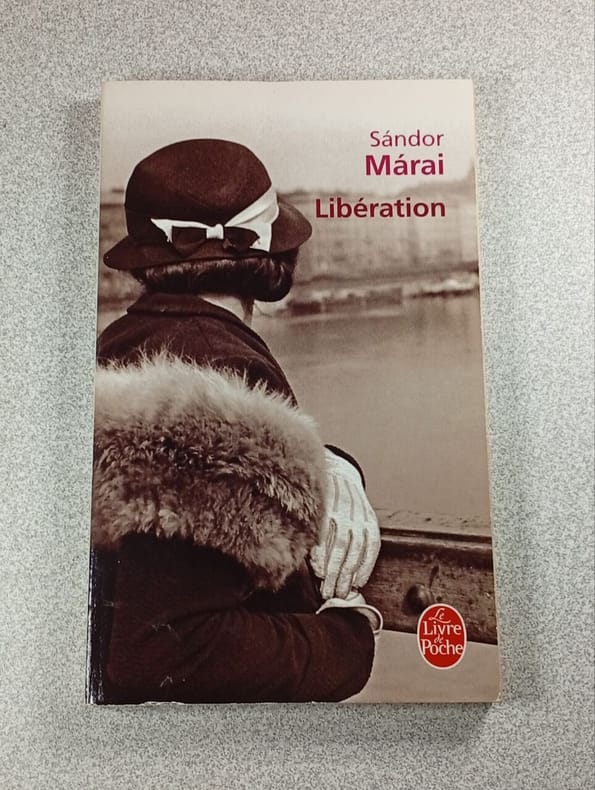 Sándor
Márai
Libération
Le
Livre
de
Poche